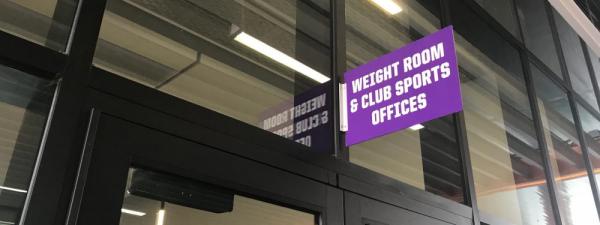 WEIGHT ROOM
& CLUB SPORTS
OFFICES